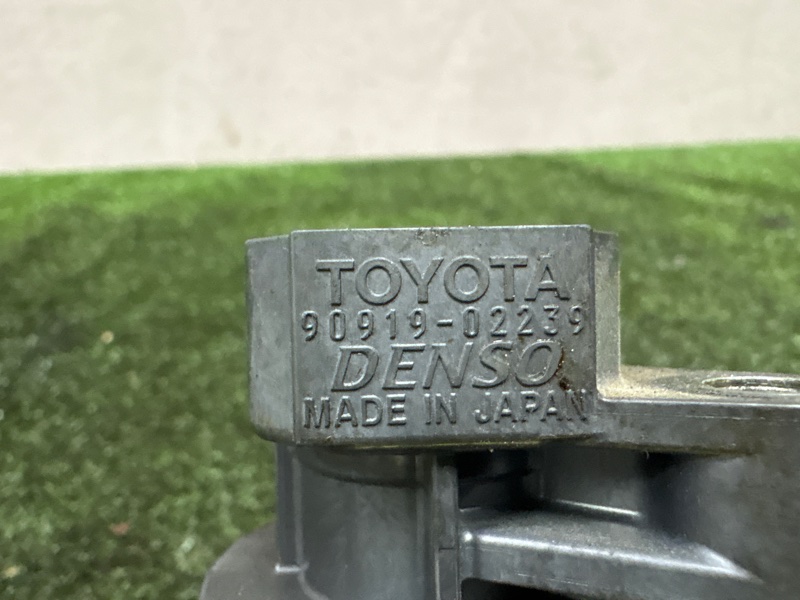 TOYOTA
90919-02239
DENSO
MADE IN JAPAN